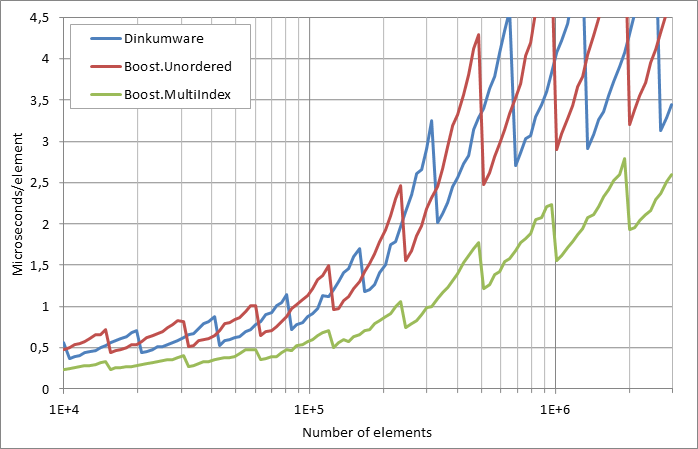 4,5
4
3,5
3
2,5
2
1,5
1
0,5
0
Microseconds/element
Dinkumware
Boost.Unordered
Boost.MultiIndex
1E+4
1E+5
1E+6
Number of elements